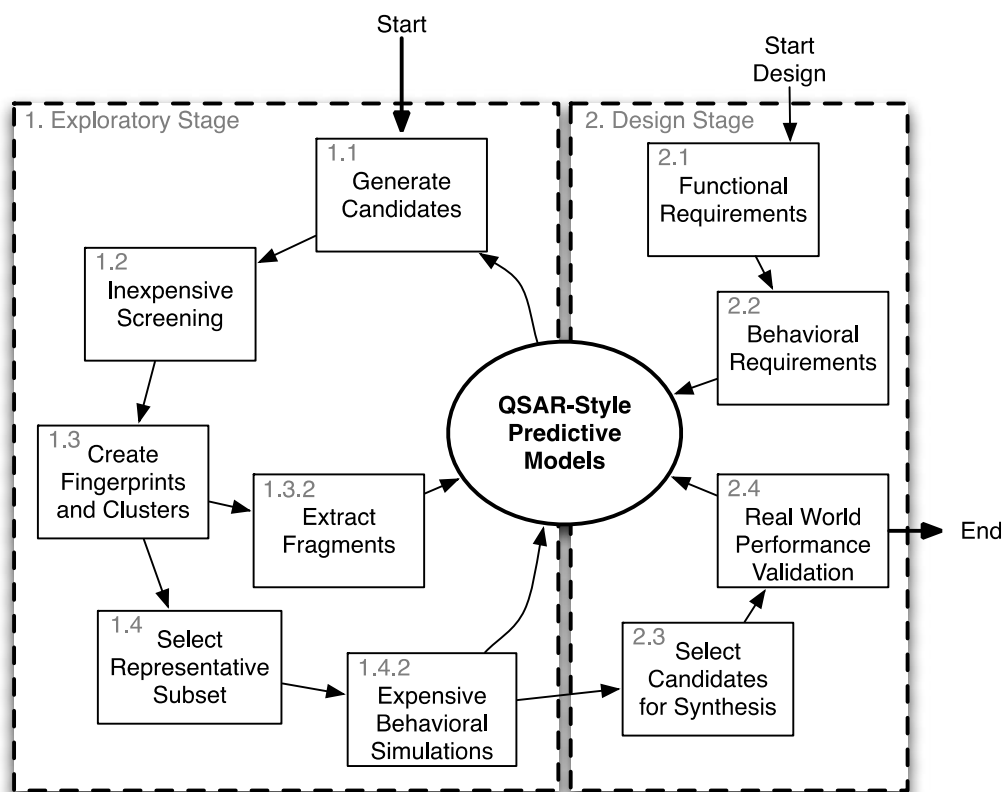 Start
Start
Design
1. Exploratory Stage
2. Design Stage
1.1
Generate
Candidates
2.1
Functional
Requirements
1.2
Inexpensive
Screening
2.2
Behavioral
Requirements
QSAR-Style
Predictive
Models
1.3
Create
Fingerprints
and Clusters
1.3.2
Extract
Fragments
2.4
Real World
Performance
Validation
End
1.4
Select
Representative
Subset
1.4.2
Expensive
Behavioral
Simulations
2.3
Select
Candidates
for Synthesis